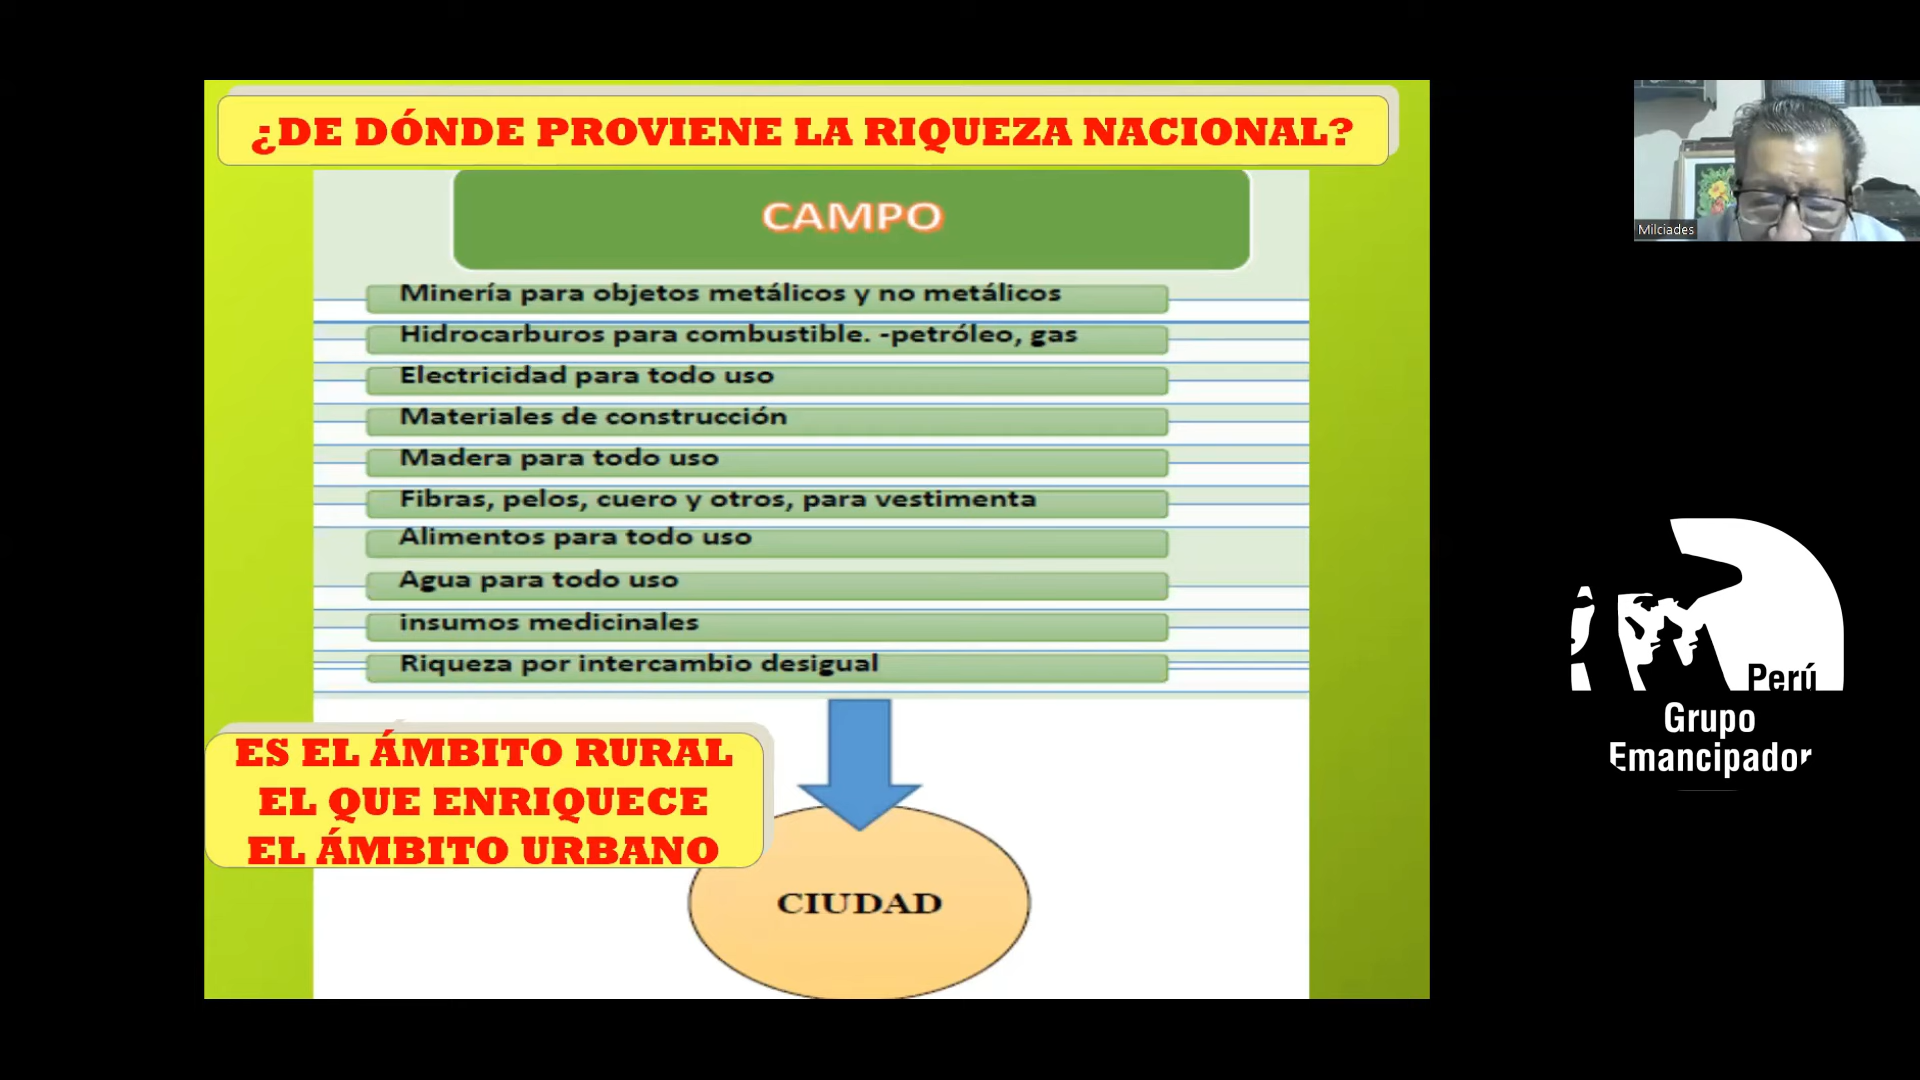 ¿DE DÓNDE PROVIENE LA RIQUEZA NACIONAL?
CAMPO
Minería para objetos metálicos y no metálicos
Hidrocarburos para combustible. -petróleo, gas
Electricidad para todo uso
Materiales de construcción
Madera para todo uso
Fibras, pelos, cuero y otros, para vestimenta
Alimentos para todo uso
Agua para todo uso
insumos medicinales
Riqueza por intercambio desigual
ES EL ÁMBITO RURAL
EL QUE ENRIQUECE
EL ÁMBITO URBANO
CIUDAD
Milciades
Perú
Grupo
Emancipador